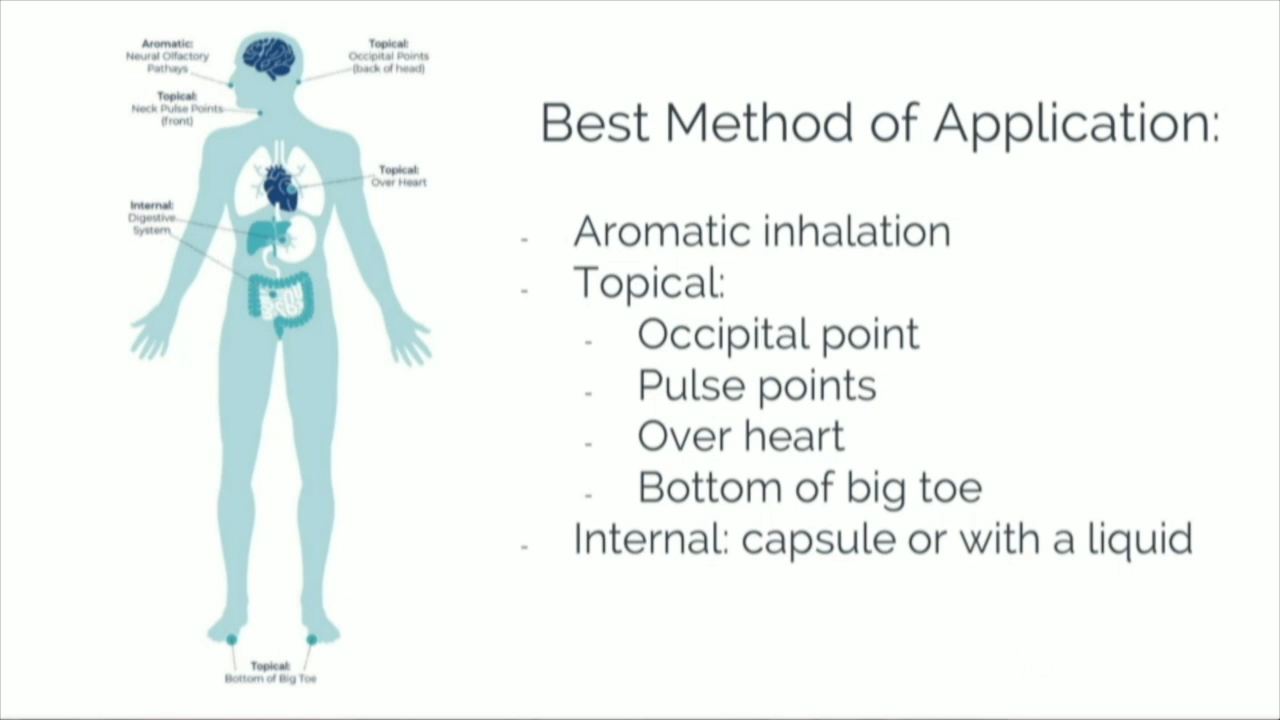 Aromatic:
Neural Olfactory
Pathays
Topical:
Occipital Points
(back of head)
Topical:
Neck Pulse Points
(front)
Topical:
Over Heart
Internal:
Digestive
System
Topical:
Bottom of Big Toe
Best Method of Application:
- Aromatic inhalation
- Topical:
- Occipital point
- Pulse points
- Over heart
- Bottom of big toe
- Internal: capsule or with a liquid